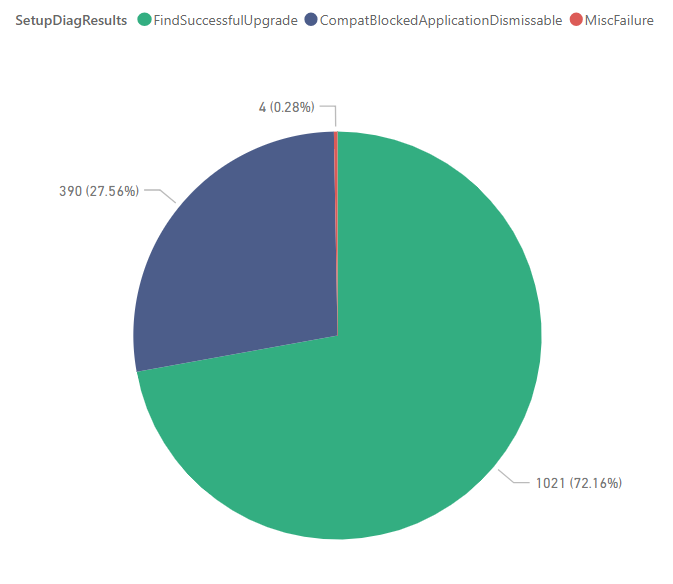 SetupDiagResults FindSuccessfulUpgrade CompatBlockedApplicationDismissable MiscFailure
4 (0.28%)
390 (27.56%)
1021 (72.16%)